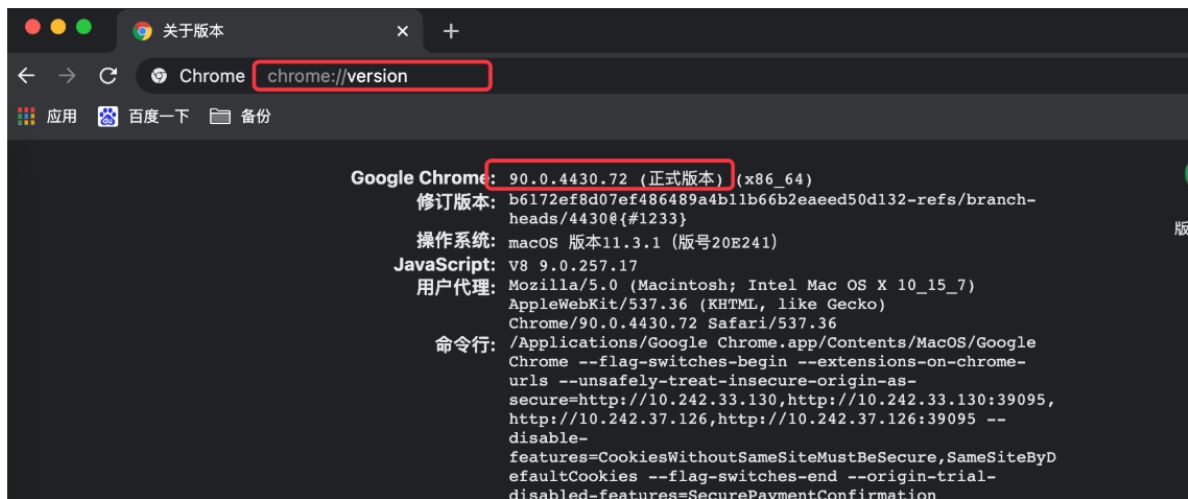 关于版本
Chrome chrome://version
应用 百度一下 备份
Google Chrome: 90.0.4430.72 (正式版本) (x86_64)
修订版本: b6172ef8d07ef486489a4b11b66b2eaeed50d132-refs/branch-
heads/4430@{#1233}
操作系统: macOS 版本11.3.1（版号20E241）
版
JavaScript: V8 9.0.257.17
用户代理: Mozilla/5.0 (Macintosh; Intel Mac OS X 10_15_7)
AppleWebKit/537.36 (KHTML, like Gecko)
Chrome/90.0.4430.72 Safari/537.36
命令行: /Applications/Google Chrome.app/Contents/MacOS/Google
Chrome --flag-switches-begin --extensions-on-chrome-
urls --unsafely-treat-insecure-origin-as-
secure=http://10.242.33.130,http://10.242.33.130:39095,
http://10.242.37.126,http://10.242.37.126:39095 --
disable-
features=CookiesWithoutSameSiteMustBeSecure,SameSiteByD
efaultCookies --flag-switches-end --origin-trial-
disabled-features=SecurePaymentConfirmation